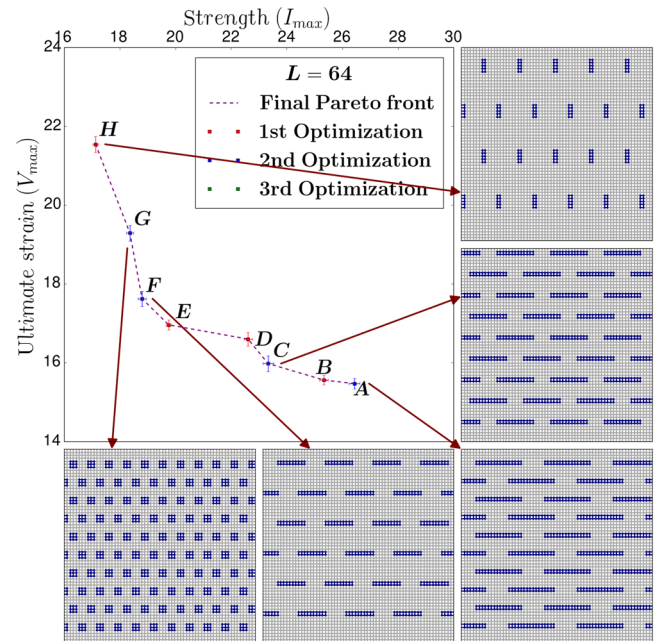 Strength (I_max)
16 18 20 22 24 26 28 30
24
22
20
18
16
14
Ultimate strain (V_max)
L = 64
Final Pareto front
1st Optimization
2nd Optimization
3rd Optimization
H
G
F
E
D
C
B
A